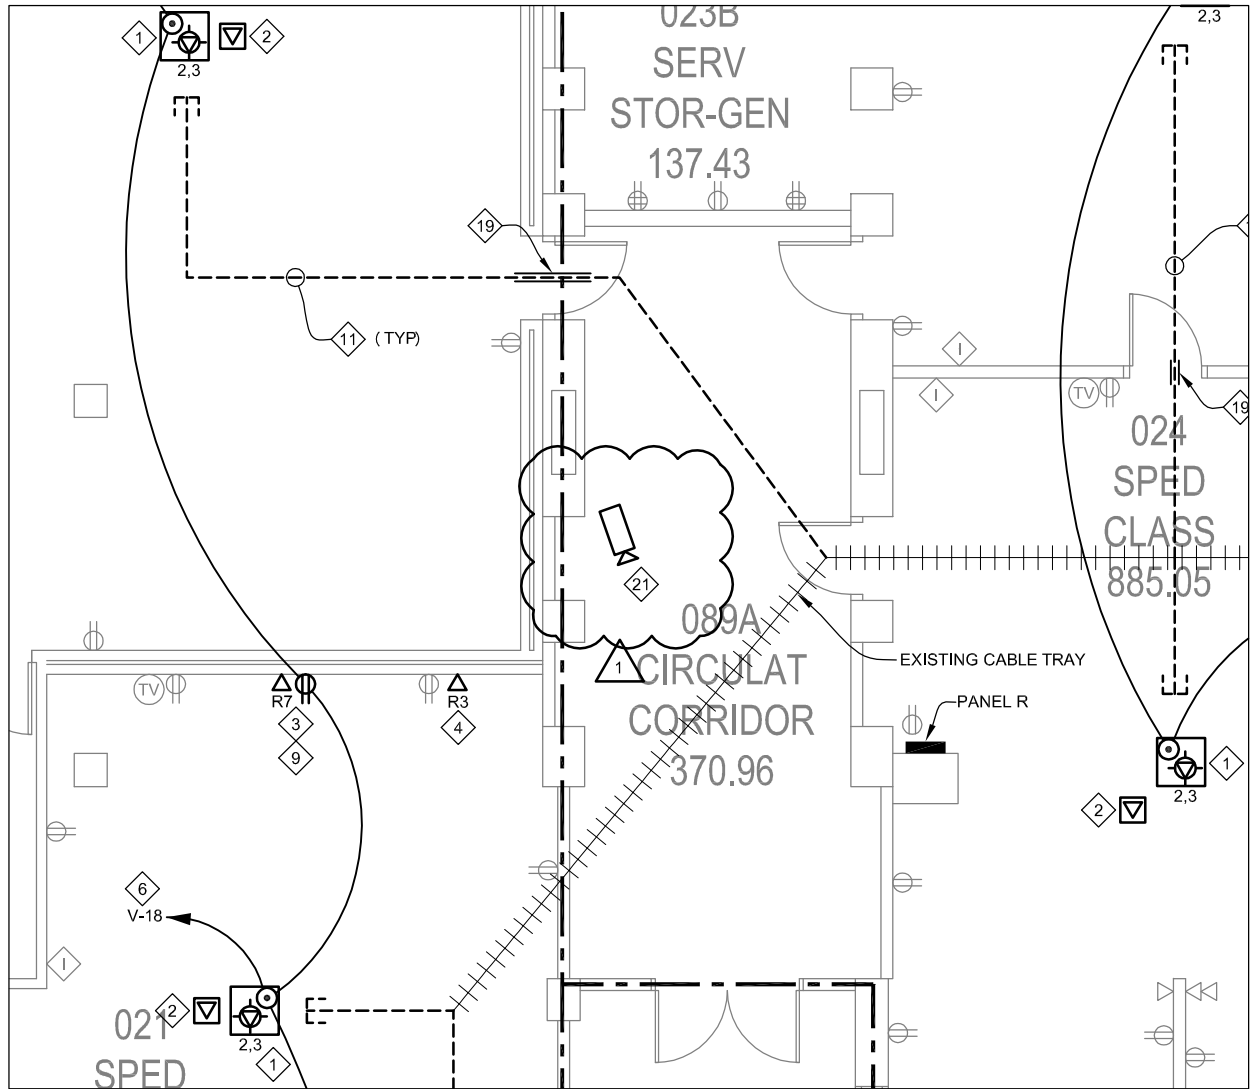 023B
SERV
STOR-GEN
137.43
2,3
1
2
2,3
19
11 (TYP)
I
I
TV
19
024
SPED
CLASS
885.05
21
089A
CIRCULAT
CORRIDOR
370.96
1
EXISTING CABLE TRAY
PANEL R
TV
R7
3
9
R3
4
1
2,3
2
6
V-18
I
2
2,3
1
021
SPED